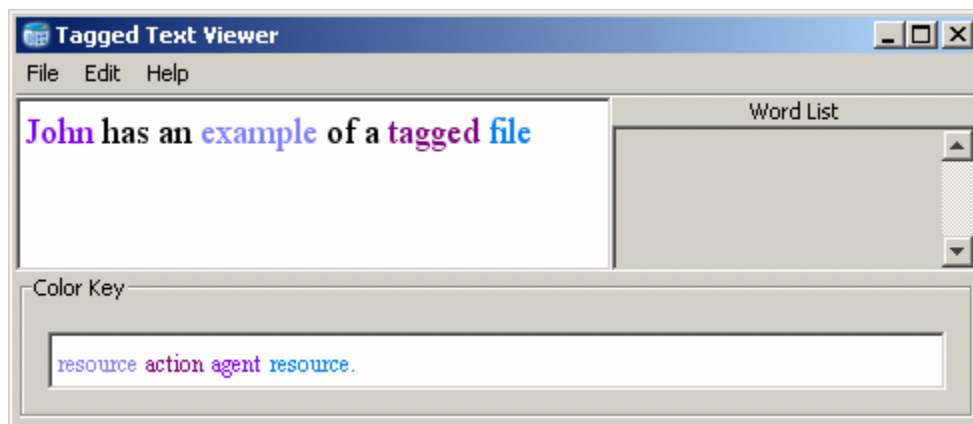 Tagged Text Viewer
File Edit Help
John has an example of a tagged file
Word List
Color Key
resource action agent resource.